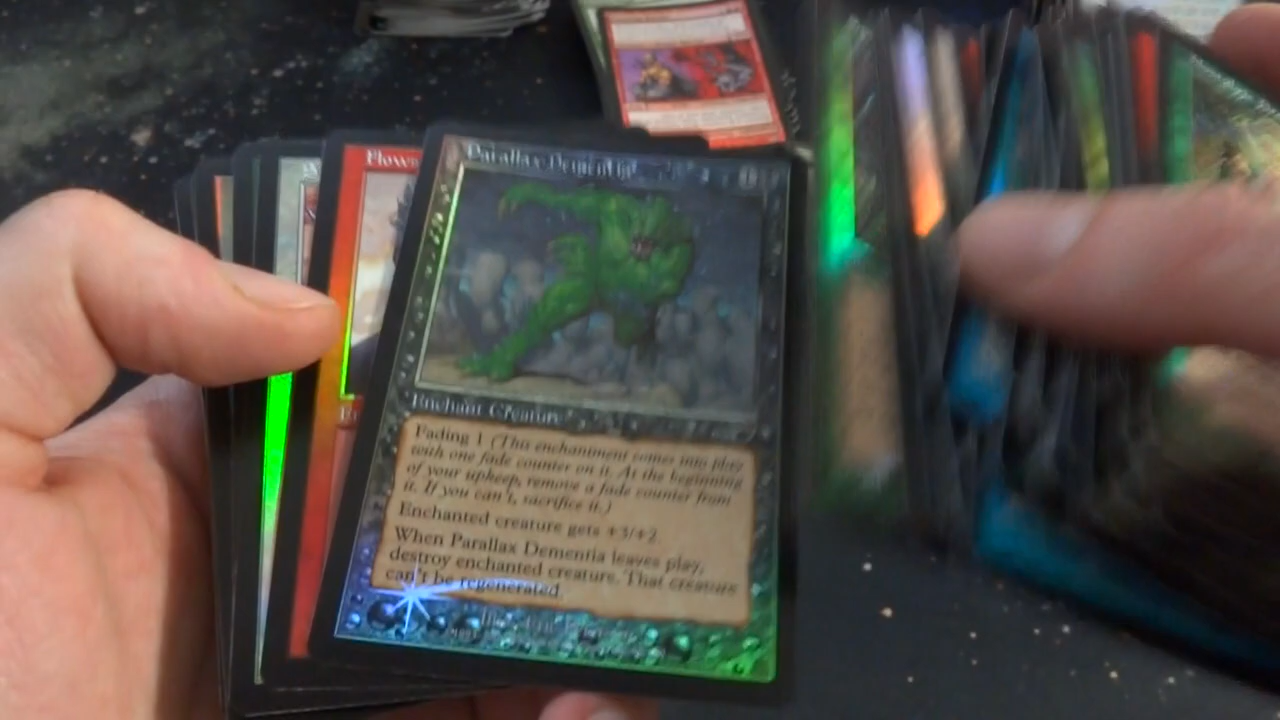 Flows
Parallax Dementia
Enchant Creature
Fading 1 (This enchantment comes into play
with one fade counter on it. At the beginning
of your upkeep, remove a fade counter from
it. If you can't, sacrifice it.)
Enchanted creature gets +3/+2.
When Parallax Dementia leaves play,
destroy enchanted creature. That creature
can't be regenerated.